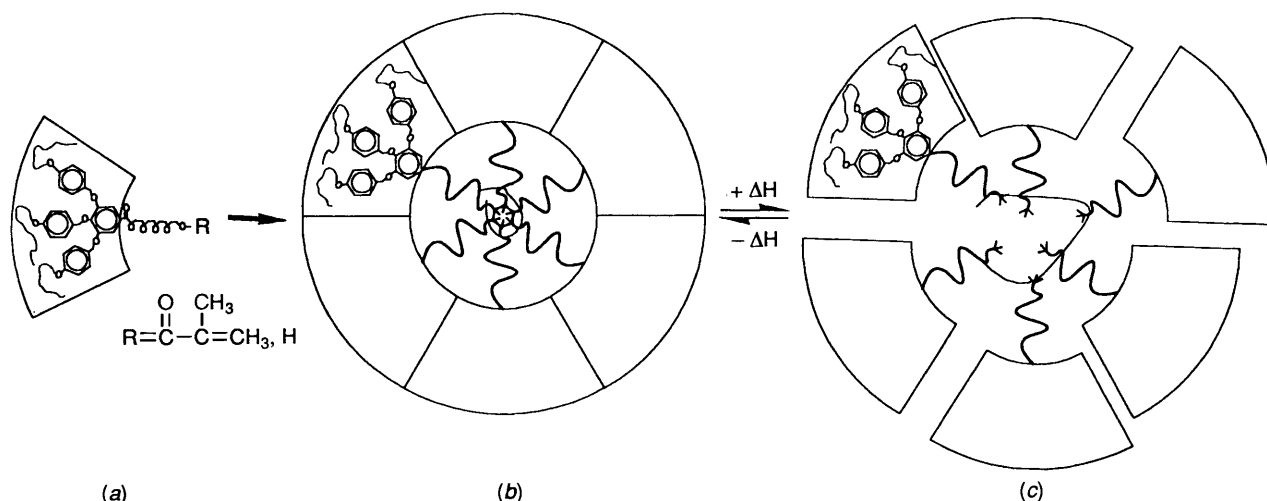 R
O CH₃
R=C–C=CH₃, H
· + ΔH
− ΔH
(a)
(b)
(c)